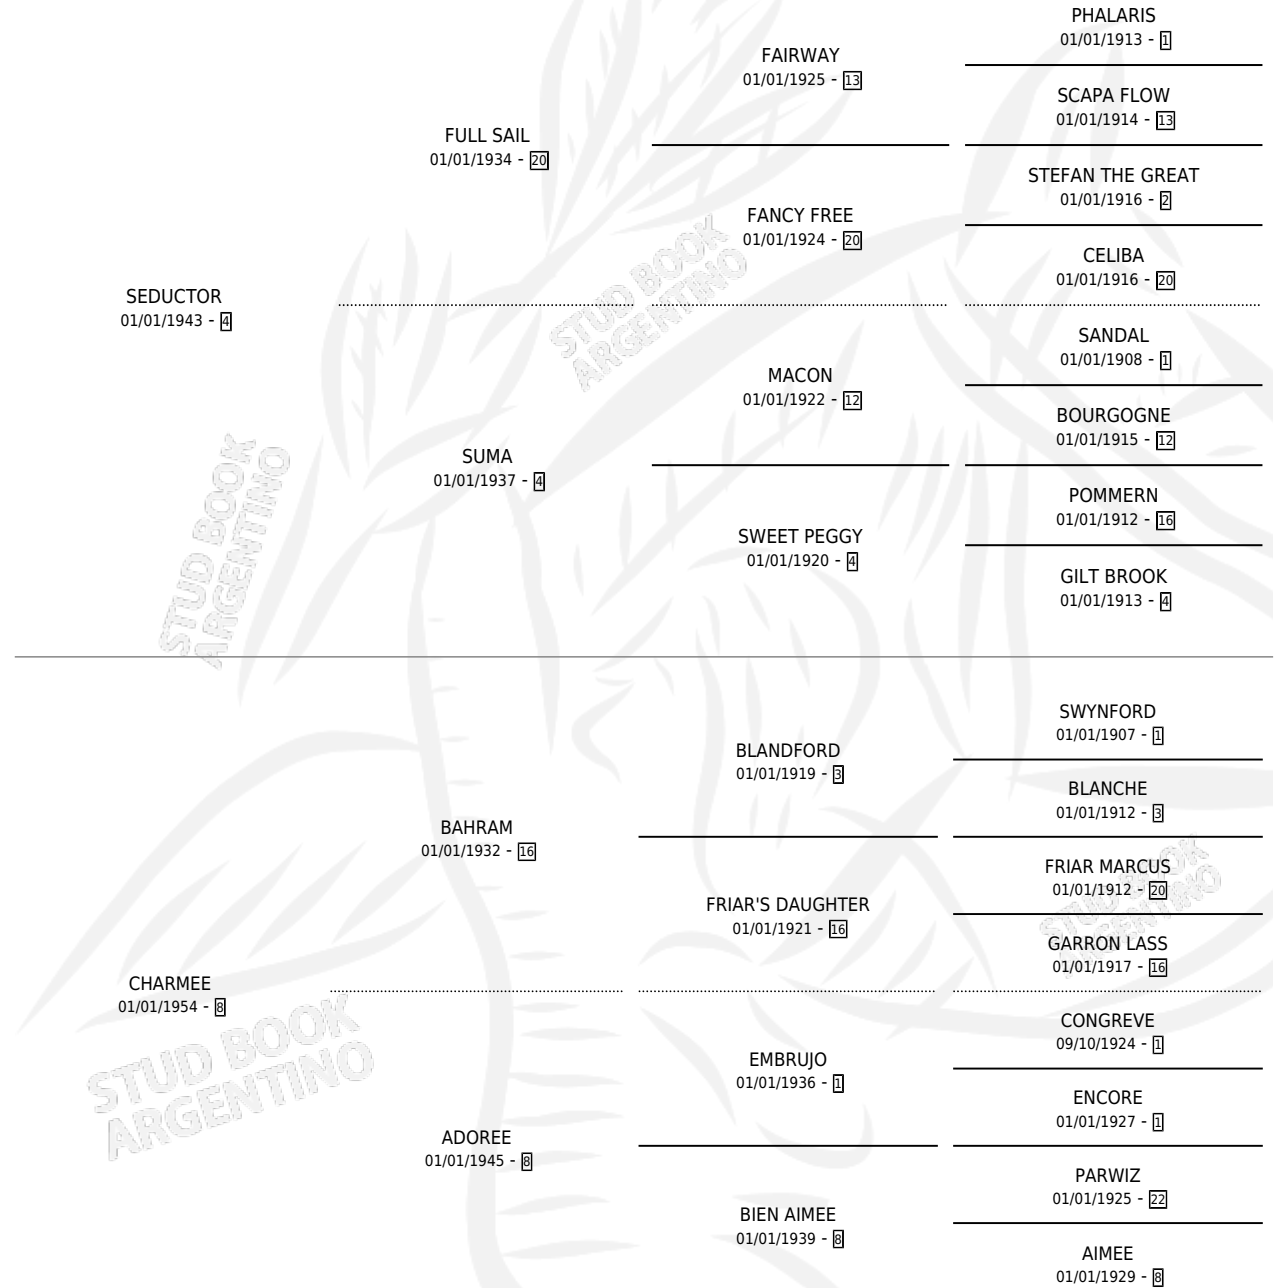 PHALARIS
01/01/1913 - 1
FAIRWAY
01/01/1925 - 13
SCAPA FLOW
01/01/1914 - 13
FULL SAIL
01/01/1934 - 20
STEFAN THE GREAT
01/01/1916 - 2
FANCY FREE
01/01/1924 - 20
CELIBA
01/01/1916 - 20
SEDUCTOR
01/01/1943 - 4
SANDAL
01/01/1908 - 1
MACON
01/01/1922 - 12
BOURGOGNE
01/01/1915 - 12
SUMA
01/01/1937 - 4
POMMERN
01/01/1912 - 16
SWEET PEGGY
01/01/1920 - 4
GILT BROOK
01/01/1913 - 4
SWYNFORD
01/01/1907 - 1
BLANDFORD
01/01/1919 - 3
BLANCHE
01/01/1912 - 3
BAHRAM
01/01/1932 - 16
FRIAR MARCUS
01/01/1912 - 20
FRIAR'S DAUGHTER
01/01/1921 - 16
GARRON LASS
01/01/1917 - 16
CHARMEE
01/01/1954 - 8
CONGREVE
09/10/1924 - 1
EMBRUJO
01/01/1936 - 1
ENCORE
01/01/1927 - 1
ADOREE
01/01/1945 - 8
PARWIZ
01/01/1925 - 22
BIEN AIMEE
01/01/1939 - 8
AIMEE
01/01/1929 - 8
STUD BOOK
ARGENTINO
STUD BOOK
ARGENTINO
STUD BOOK
ARGENTINO
STUD BOOK
ARGENTINO